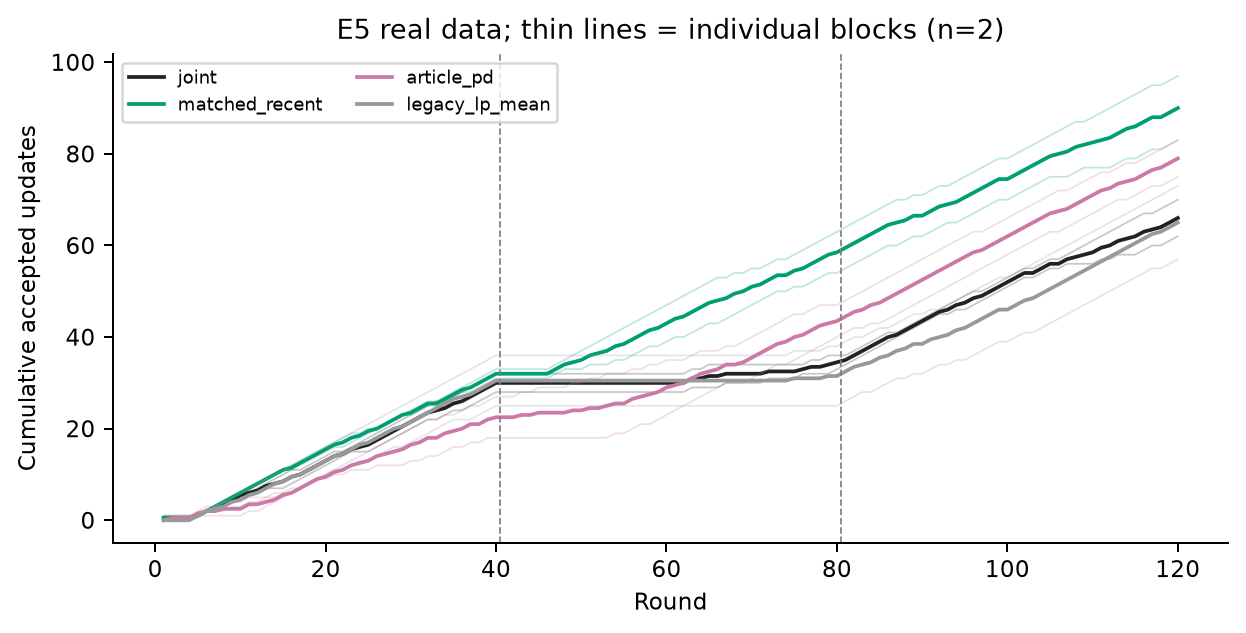 E5 real data; thin lines = individual blocks (n=2)
joint
matched_recent
article_pd
legacy_lp_mean
Cumulative accepted updates
100
80
60
40
20
0
0 20 40 60 80 100 120
Round